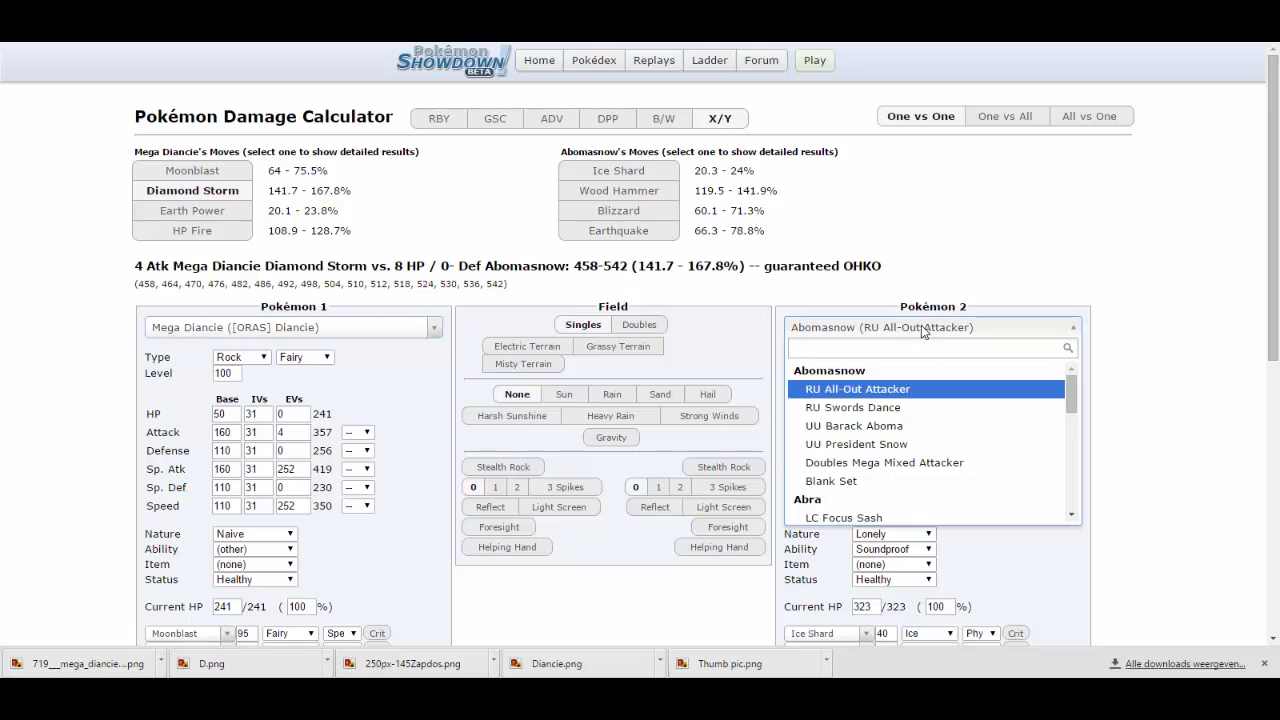 Pokémon
SHOWDOWN!
BETA
Home Pokédex Replays Ladder Forum Play
Pokémon Damage Calculator RBY GSC ADV DPP B/W X/Y One vs One One vs All All vs One
Mega Diancie's Moves (select one to show detailed results) Abomasnow's Moves (select one to show detailed results)
Moonblast 64 - 75.5% Ice Shard 20.3 - 24%
Diamond Storm 141.7 - 167.8% Wood Hammer 119.5 - 141.9%
Earth Power 20.1 - 23.8% Blizzard 60.1 - 71.3%
HP Fire 108.9 - 128.7% Earthquake 66.3 - 78.8%
4 Atk Mega Diancie Diamond Storm vs. 8 HP / 0- Def Abomasnow: 458-542 (141.7 - 167.8%) -- guaranteed OHKO
(458, 464, 470, 476, 482, 486, 492, 498, 504, 510, 512, 518, 524, 530, 536, 542)
Pokémon 1
Mega Diancie ([ORAS] Diancie)
Type Rock Fairy
Level 100
Base IVs EVs
HP 50 31 0 241
Attack 160 31 4 357 --
Defense 110 31 0 256 --
Sp. Atk 160 31 252 419 --
Sp. Def 110 31 0 230 --
Speed 110 31 252 350 --
Nature Naive
Ability (other)
Item (none)
Status Healthy
Current HP 241 /241 ( 100 %)
Moonblast 95 Fairy Spe Crit
Field
Singles Doubles
Electric Terrain Grassy Terrain
Misty Terrain
None Sun Rain Sand Hail
Harsh Sunshine Heavy Rain Strong Winds
Gravity
Stealth Rock Stealth Rock
0 1 2 3 Spikes 0 1 2 3 Spikes
Reflect Light Screen Reflect Light Screen
Foresight Foresight
Helping Hand Helping Hand
Pokémon 2
Abomasnow (RU All-Out Attacker)
Abomasnow
RU All-Out Attacker
RU Swords Dance
UU Barack Aboma
UU President Snow
Doubles Mega Mixed Attacker
Blank Set
Abra
LC Focus Sash
Nature Lonely
Ability Soundproof
Item (none)
Status Healthy
Current HP 323 /323 ( 100 %)
Ice Shard 40 Ice Phy Crit
719__mega_diancie....png D.png 250px-145Zapdos.png Diancie.png Thumb pic.png Alle downloads weergeven...